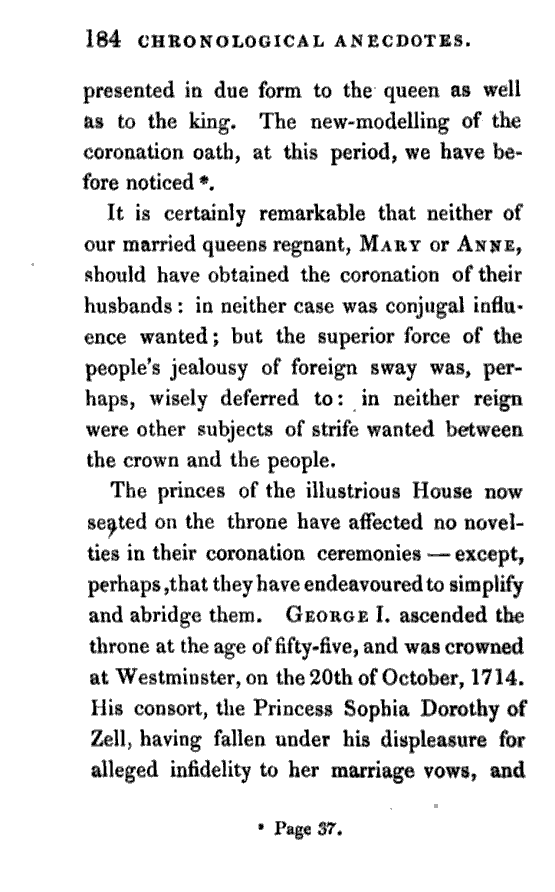 184 CHRONOLOGICAL ANECDOTES.
presented in due form to the queen as well
as to the king. The new-modelling of the
coronation oath, at this period, we have be-
fore noticed *.
It is certainly remarkable that neither of
our married queens regnant, MARY or ANNE,
should have obtained the coronation of their
husbands: in neither case was conjugal influ-
ence wanted; but the superior force of the
people's jealousy of foreign sway was, per-
haps, wisely deferred to: in neither reign
were other subjects of strife wanted between
the crown and the people.
The princes of the illustrious House now
seated on the throne have affected no novel-
ties in their coronation ceremonies — except,
perhaps, that they have endeavoured to simplify
and abridge them. GEORGE I. ascended the
throne at the age of fifty-five, and was crowned
at Westminster, on the 20th of October, 1714.
His consort, the Princess Sophia Dorothy of
Zell, having fallen under his displeasure for
alleged infidelity to her marriage vows, and
* Page 37.